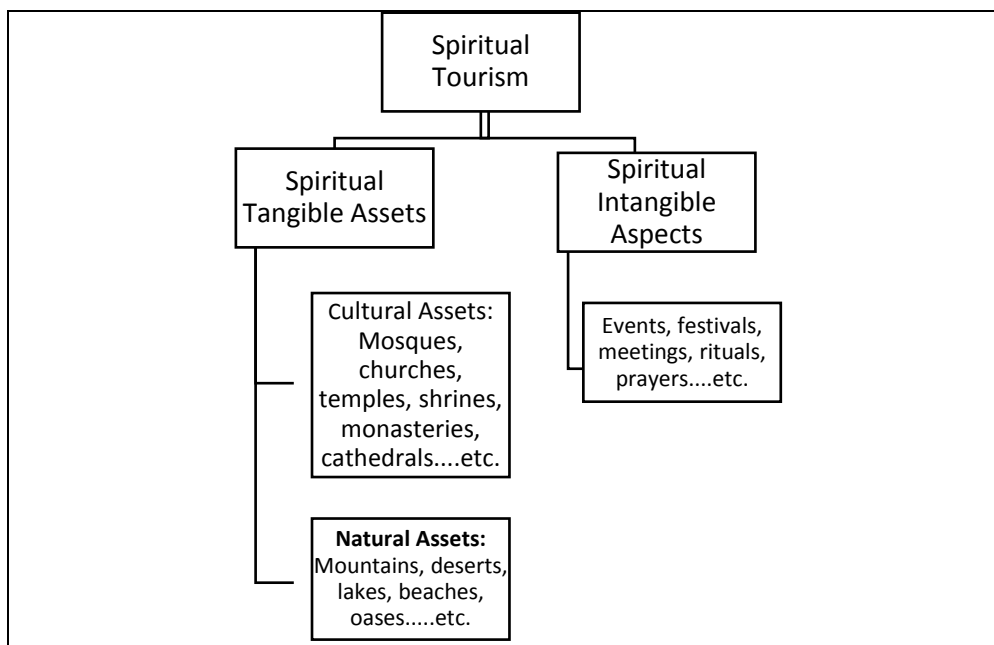 Spiritual
Tourism
Spiritual
Tangible Assets
Spiritual
Intangible
Aspects
Cultural Assets:
Mosques,
churches,
temples, shrines,
monasteries,
cathedrals....etc.
Natural Assets:
Mountains, deserts,
lakes, beaches,
oases.....etc.
Events, festivals,
meetings, rituals,
prayers....etc.